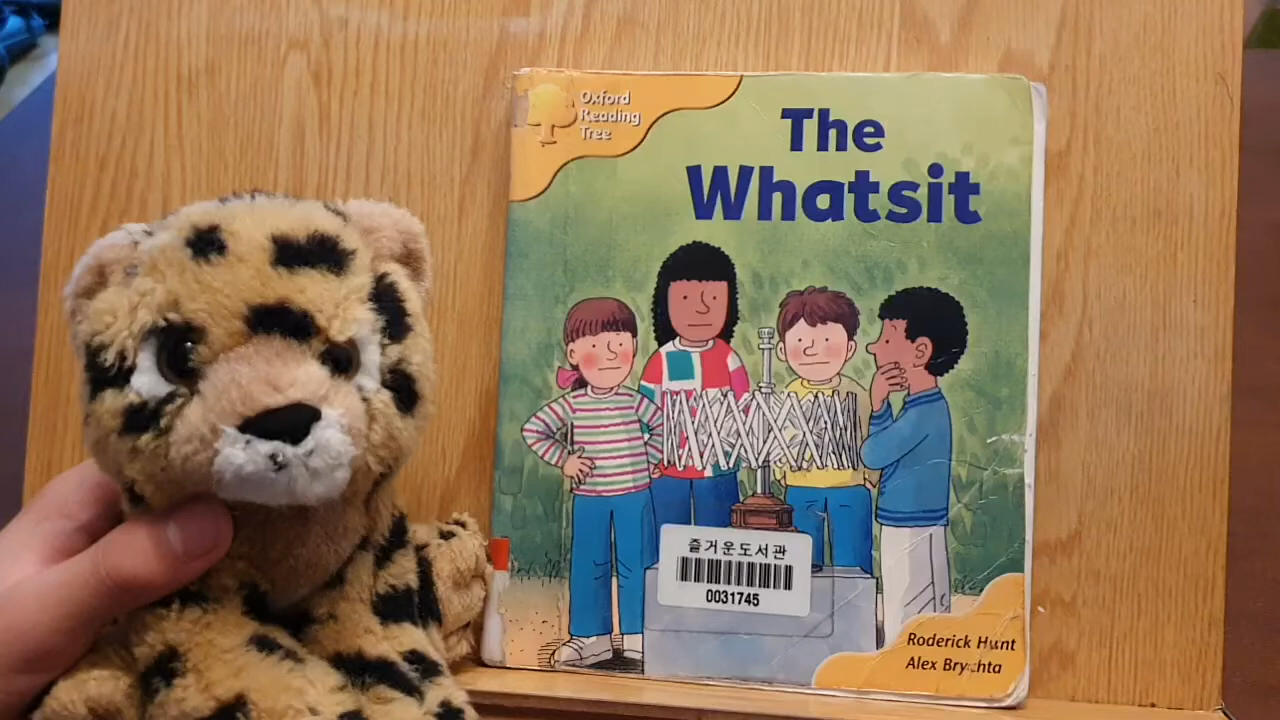 Oxford
Reading
Tree
The
Whatsit
즐거운도서관
0031745
Roderick Hunt
Alex Brychta